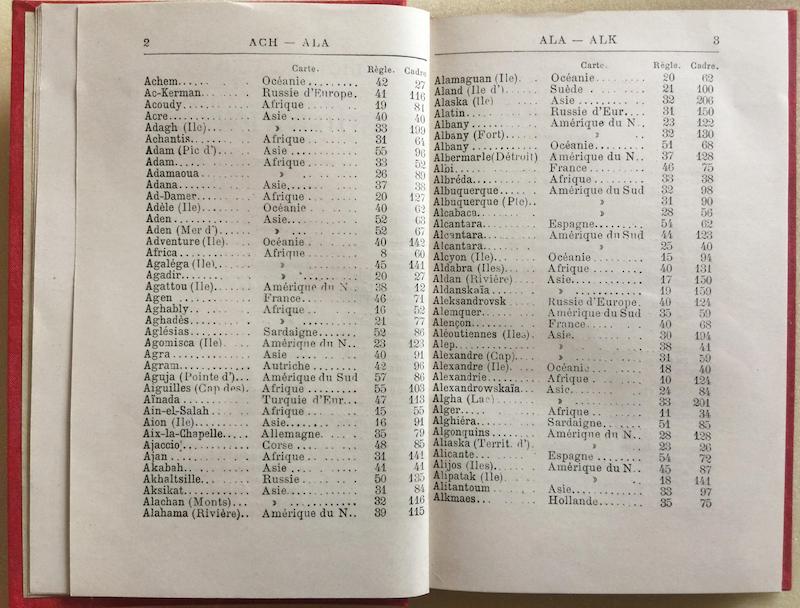 2 ACH — ALA
Carte. Règle. Cadre.
Achem...... Océanie......... 42 27
Ac-Kerman... Russie d'Europe. 41 116
Acoudy...... Afrique........ 19 81
Acre........ Asie........... 40 40
Adagh (Ile)... » .......... 33 199
Achantis...... Afrique........ 31 64
Adam (Pic d')... Asie........... 55 96
Adam........ Afrique........ 33 52
Adamaoua..... » .......... 26 89
Adana........ Asie........... 37 38
Ad-Damer..... Afrique........ 20 127
Adèle (Ile).... Océanie........ 40 62
Aden........ Asie........... 52 63
Aden (Mer d').. » .......... 52 67
Adventure (Ile). Océanie........ 40 142
Africa........ Afrique........ 8 60
Agaléga (Ile)... » .......... 45 141
Agadir....... » .......... 20 27
Agattou (Ile)... Amérique du N.. 38 12
Agen........ France......... 46 71
Aghably...... Afrique........ 16 52
Aghadès...... » .......... 21 77
Aglésias...... Sardaigne....... 52 86
Agomisca (Ile). Amérique du N.. 23 123
Agra......... Asie........... 40 91
Agram........ Autriche....... 42 96
Aguja (Pointe d')... Amérique du Sud 57 86
Aiguilles (Cap des). Afrique........ 55 103
Aïnada....... Turquie d'Eur... 47 113
Ain-el-Salah... Afrique........ 15 55
Aion (Ile)..... Asie........... 16 91
Aix-la-Chapelle..... Allemagne....... 35 79
Ajaccio....... Corse.......... 48 85
Ajan......... Afrique........ 31 141
Akabah....... Asie........... 41 41
Akhaltsille.... Russie......... 50 135
Aksikat....... Asie........... 31 84
Alachan (Monts)... » .......... 32 116
Alahama (Rivière).. Amérique du N.. 39 115
ALA — ALK 3
Carte. Règle. Cadre.
Alamaguan (Ile). Océanie........ 20 62
Aland (Ile d').. Suède.......... 21 100
Alaska (Ile)... Asie........... 32 206
Alatin........ Russie d'Eur... 31 150
Albany....... Amérique du N.. 23 122
Albany (Fort).. » .......... 32 130
Albany....... Océanie........ 51 68
Albermarle(Détroit) Amérique du N.. 37 128
Albi......... France......... 46 75
Albréda....... Afrique........ 33 38
Albuquerque.... Amérique du Sud 32 98
Albuquerque (Pic).. » 31 90
Alcabaca...... » 28 56
Alcantara..... Espagne........ 54 62
Alcantara..... Amérique du Sud 44 123
Alcantara..... » 25 40
Alcyon (Ile)... Océanie........ 15 94
Aldabra (Iles).. Afrique........ 40 131
Aldan (Rivière). Asie........... 17 150
Aldanskaïa.... » .......... 19 159
Aleksandrovsk.. Russie d'Europe. 40 124
Alemquer..... Amérique du Sud 35 59
Alençon...... France......... 40 68
Aléoutiennes (Iles). Asie........... 30 194
Alep......... » .......... 38 41
Alexandre (Cap). » .......... 31 59
Alexandre (Ile). Océanie........ 18 40
Alexandrie.... Afrique........ 10 124
Alexandrowskaïa... Asie........... 24 84
Algha (Lac)... » .......... 33 201
Alger........ Afrique........ 11 34
Alghiéra...... Sardaigne....... 51 85
Algonquins.... Amérique du N.. 28 128
Aliaska (Territ. d'). » 23 26
Alicante...... Espagne........ 54 72
Alijos (Iles)... Amérique du N.. 45 87
Alipatak (Ile).. » 18 141
Alitantoum.... Asie........... 33 97
Alkmaes...... Hollande....... 35 75